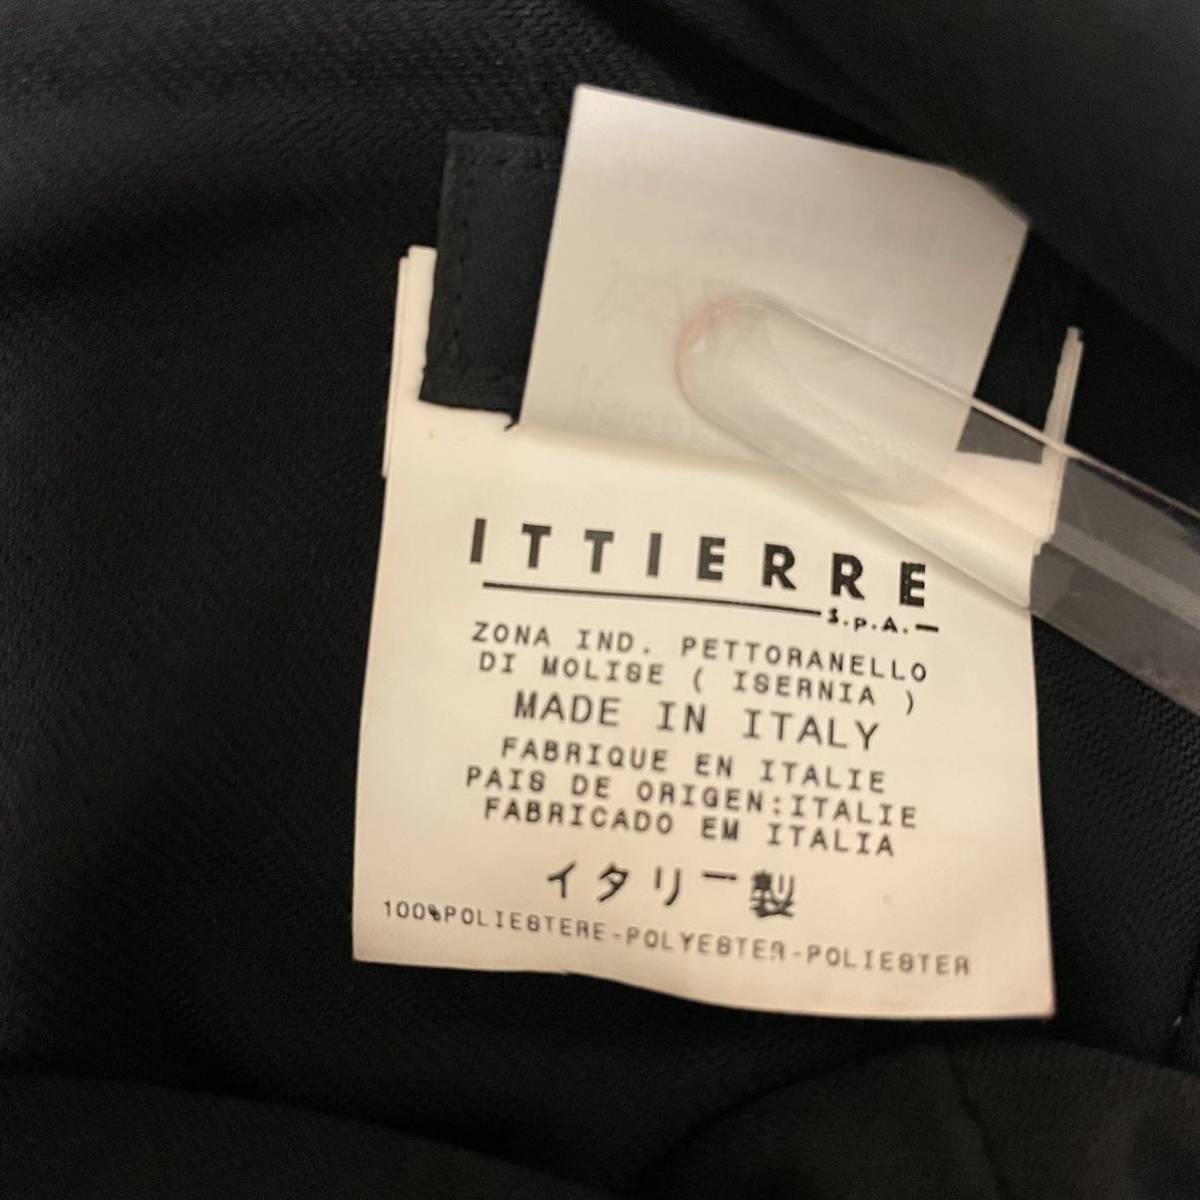 ITTIERRE
S.p.A.
ZONA IND. PETTORANELLO
DI MOLISE ( ISERNIA )
MADE IN ITALY
FABRIQUE EN ITALIE
PAIS DE ORIGEN:ITALIE
FABRICADO EM ITALIA
イタリー製
100%POLIESTERE-POLYESTER-POLIESTER